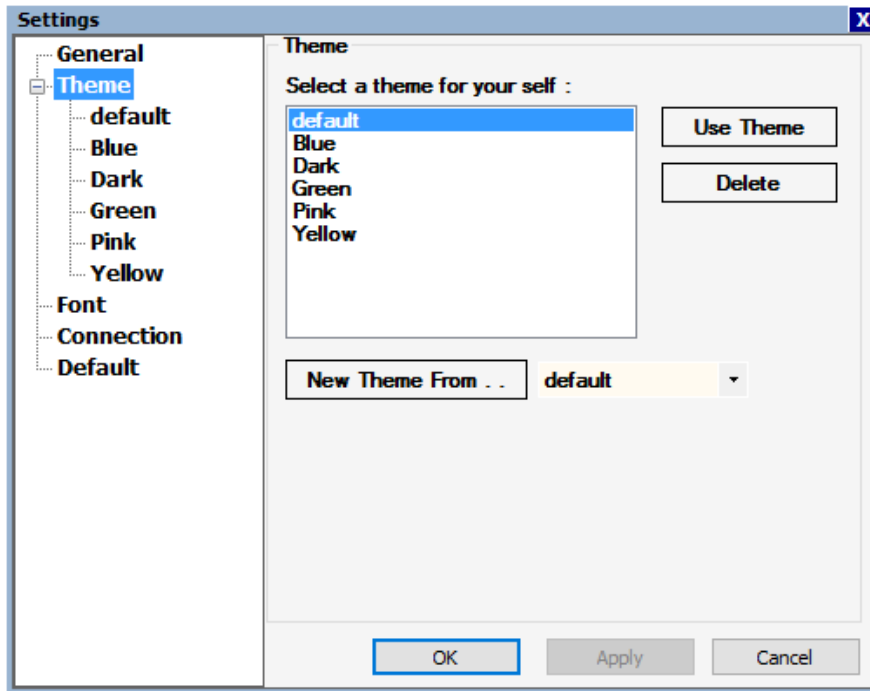 Settings
X
General
Theme
default
Blue
Dark
Green
Pink
Yellow
Font
Connection
Default
Theme
Select a theme for your self :
default
Blue
Dark
Green
Pink
Yellow
Use Theme
Delete
New Theme From . .
default
OK
Apply
Cancel